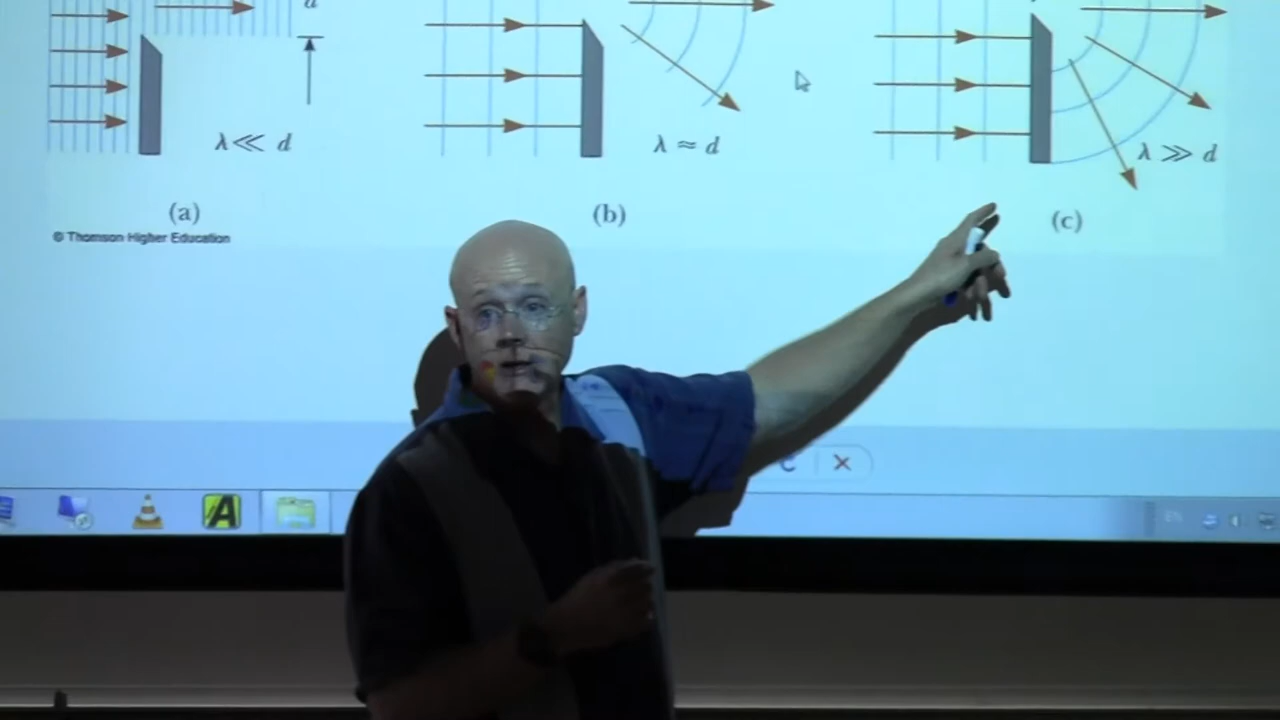 d
λ ≪ d
λ ≈ d
λ ≫ d
(a)
(b)
(c)
© Thomson Higher Education
A